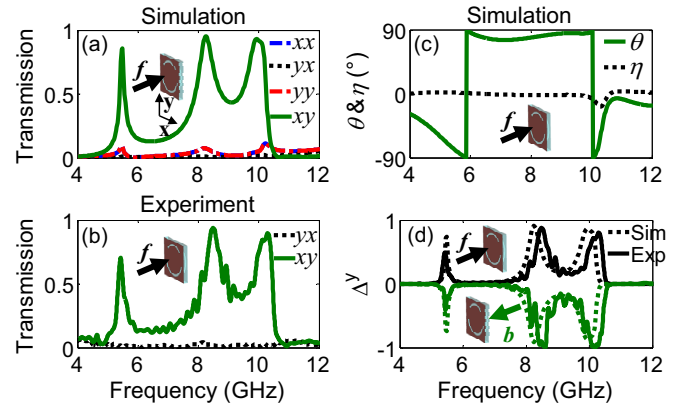 Simulation
Simulation
(a)
f
y
x
xx
yx
yy
xy
Transmission
1
0.5
0
4 6 8 10 12
(c)
θ
η
f
θ & η (°)
90
0
-90
4 6 8 10 12
Experiment
(b)
f
yx
xy
Transmission
1
0.5
0
4 6 8 10 12
Frequency (GHz)
(d)
f
b
Sim
Exp
Δy
1
0
-1
4 6 8 10 12
Frequency (GHz)